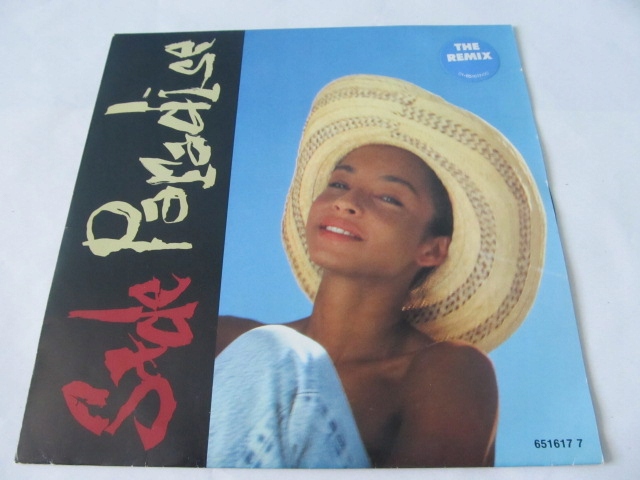 Sade
Paradise
THE
REMIX
651617 7